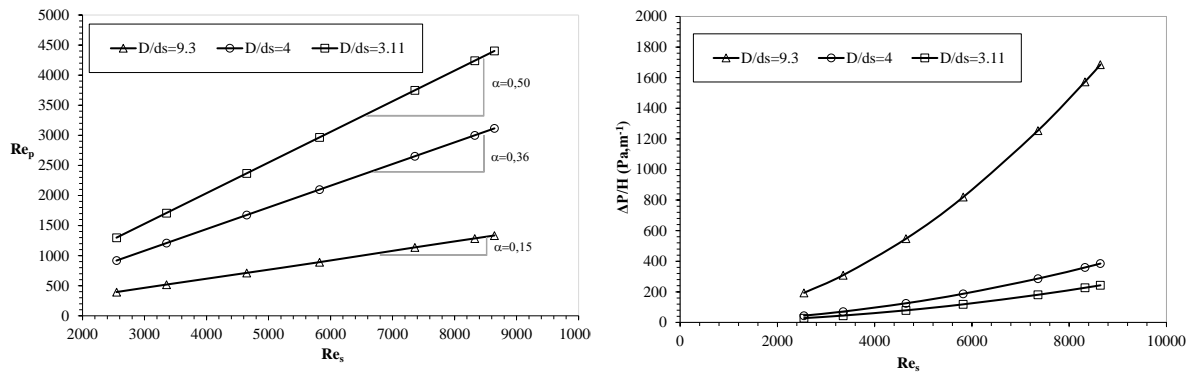 5000
4500
4000
3500
3000
Re_p
2500
2000
1500
1000
500
0
D/ds=9.3 D/ds=4 D/ds=3.11
α=0,50
α=0,36
α=0,15
2000 3000 4000 5000 6000 7000 8000 9000 1000
Re_s
2000
1800
1600
1400
1200
1000
800
600
400
200
0
ΔP/H (Pa,m⁻¹)
D/ds=9.3 D/ds=4 D/ds=3.11
0 2000 4000 6000 8000 10000
Re_s